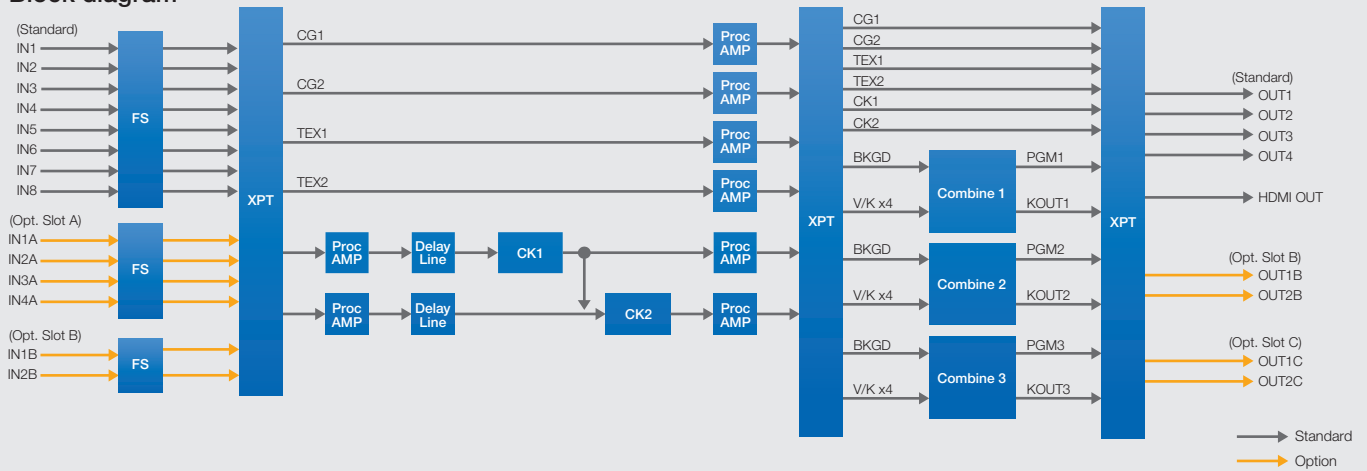 Block diagram
(Standard)
IN1
IN2
IN3
IN4
IN5
IN6
IN7
IN8
FS
(Opt. Slot A)
IN1A
IN2A
IN3A
IN4A
FS
(Opt. Slot B)
IN1B
IN2B
FS
XPT
CG1
CG2
TEX1
TEX2
Proc
AMP
Proc
AMP
Proc
AMP
Proc
AMP
Proc
AMP
Delay
Line
CK1
Proc
AMP
Proc
AMP
Delay
Line
CK2
Proc
AMP
XPT
CG1
CG2
TEX1
TEX2
CK1
CK2
BKGD
V/K x4
Combine 1
PGM1
KOUT1
BKGD
V/K x4
Combine 2
PGM2
KOUT2
BKGD
V/K x4
Combine 3
PGM3
KOUT3
XPT
(Standard)
OUT1
OUT2
OUT3
OUT4
HDMI OUT
(Opt. Slot B)
OUT1B
OUT2B
(Opt. Slot C)
OUT1C
OUT2C
Standard
Option